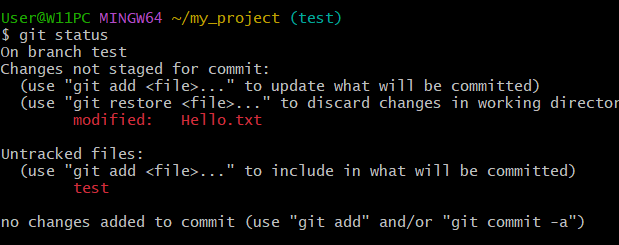 User@W11PC MINGW64 ~/my_project (test)
$ git status
On branch test
Changes not staged for commit:
  (use "git add <file>..." to update what will be committed)
  (use "git restore <file>..." to discard changes in working director
        modified:   Hello.txt

Untracked files:
  (use "git add <file>..." to include in what will be committed)
        test

no changes added to commit (use "git add" and/or "git commit -a")